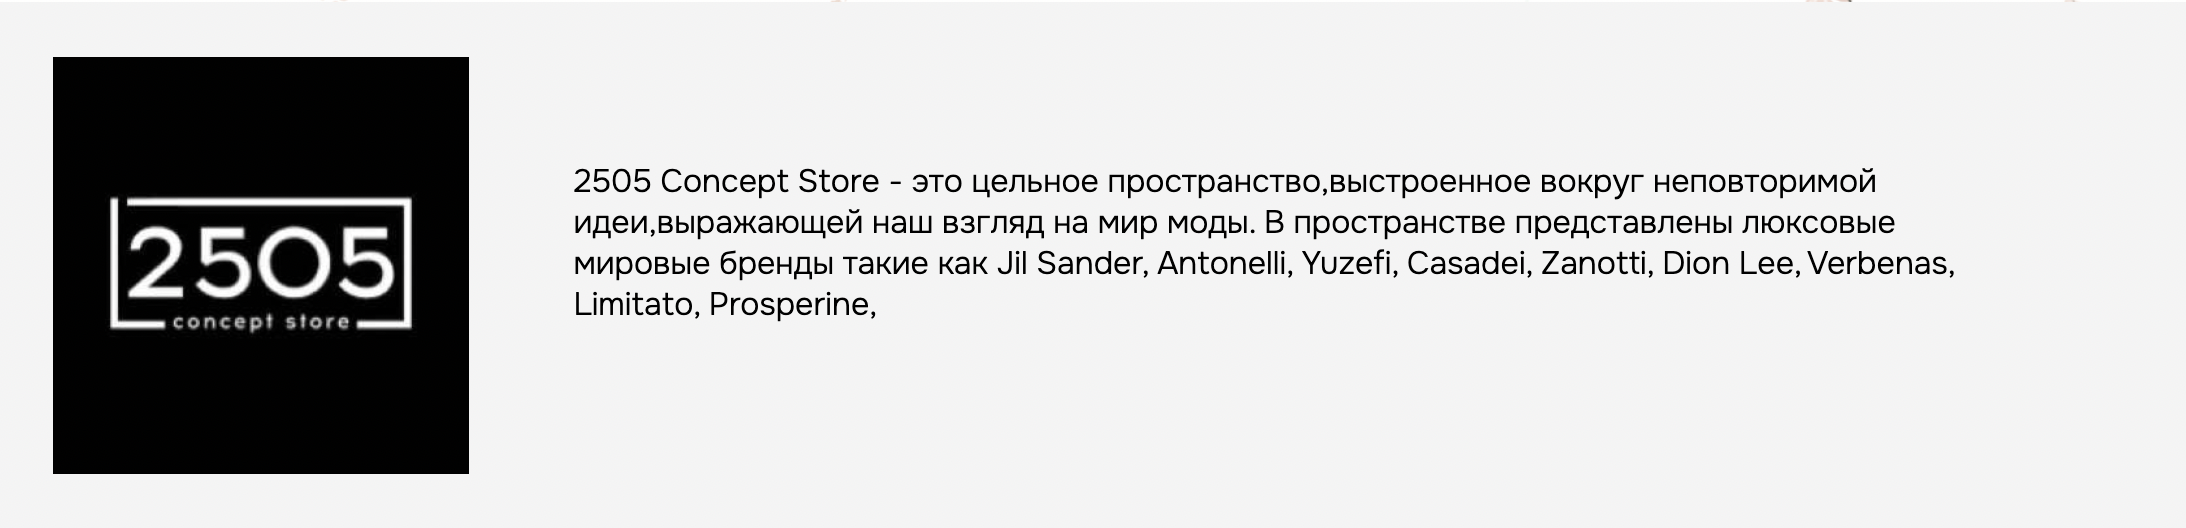 2505
concept store
2505 Concept Store - это цельное пространство,выстроенное вокруг неповторимой
идеи,выражающей наш взгляд на мир моды. В пространстве представлены люксовые
мировые бренды такие как Jil Sander, Antonelli, Yuzefi, Casadei, Zanotti, Dion Lee, Verbenas,
Limitato, Prosperine,